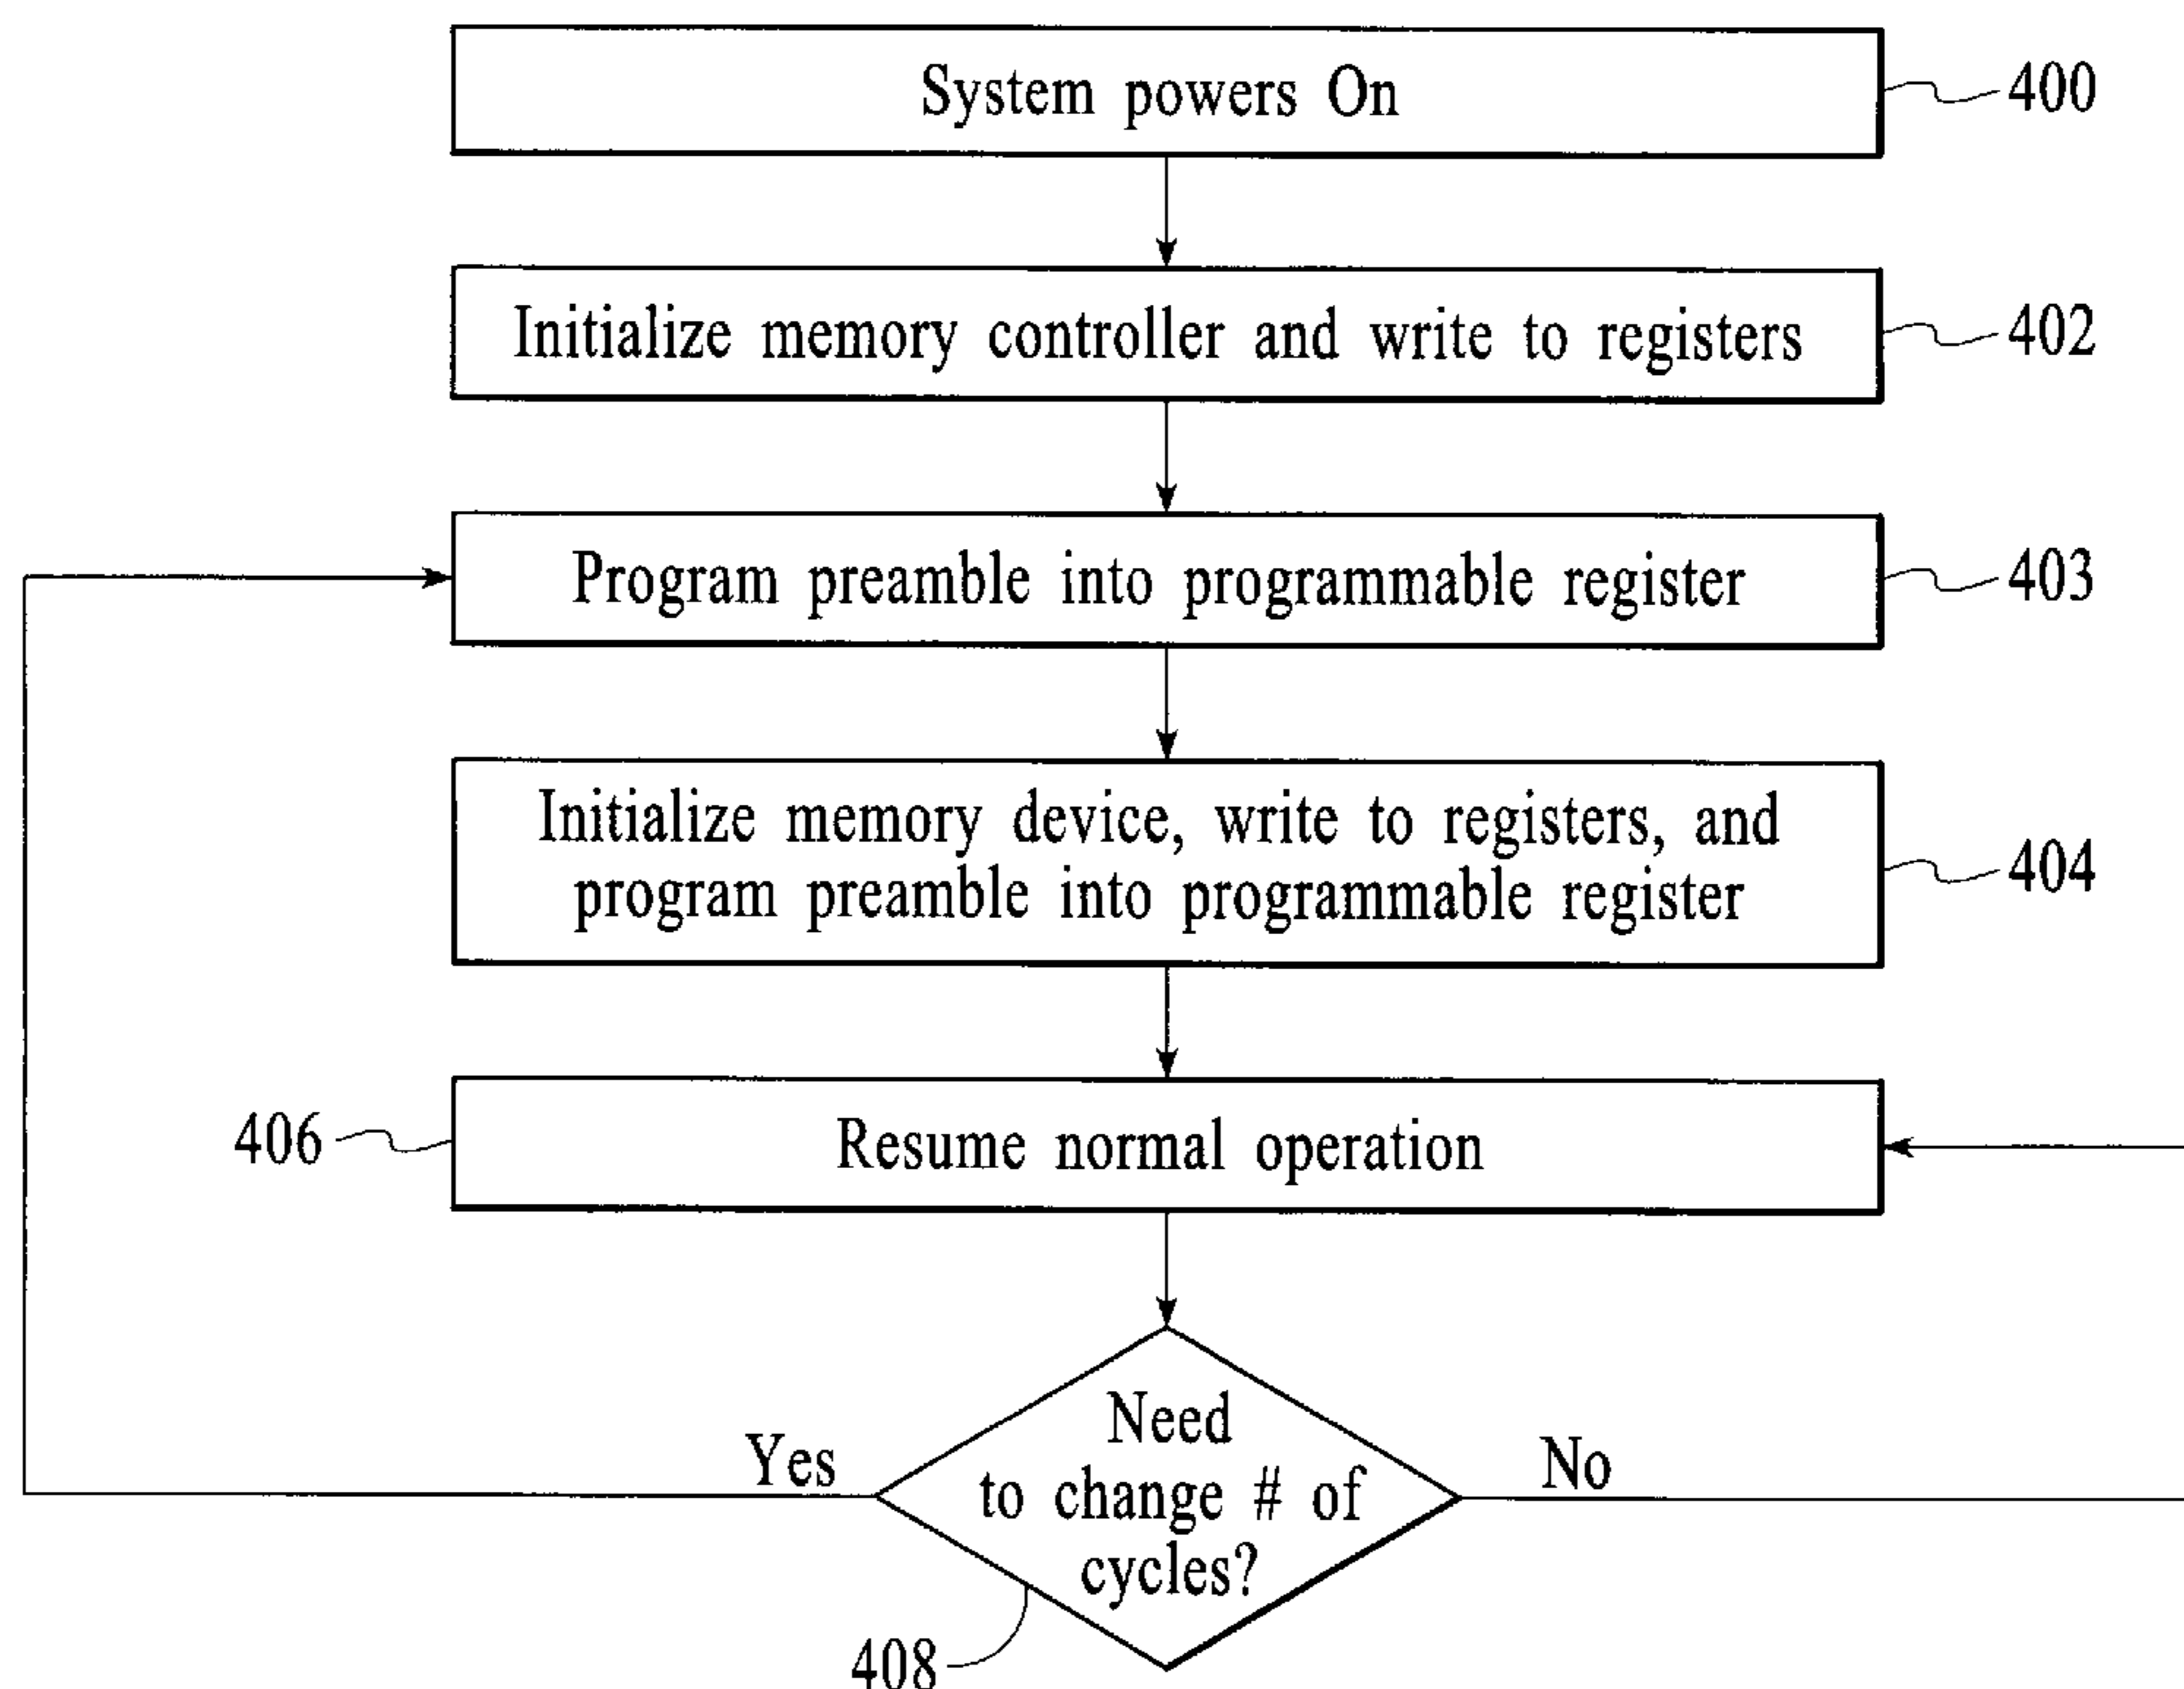 System powers On
400
Initialize memory controller and write to registers
402
Program preamble into programmable register
403
Initialize memory device, write to registers, and
program preamble into programmable register
404
406
Resume normal operation
Need
to change # of
cycles?
Yes
No
408